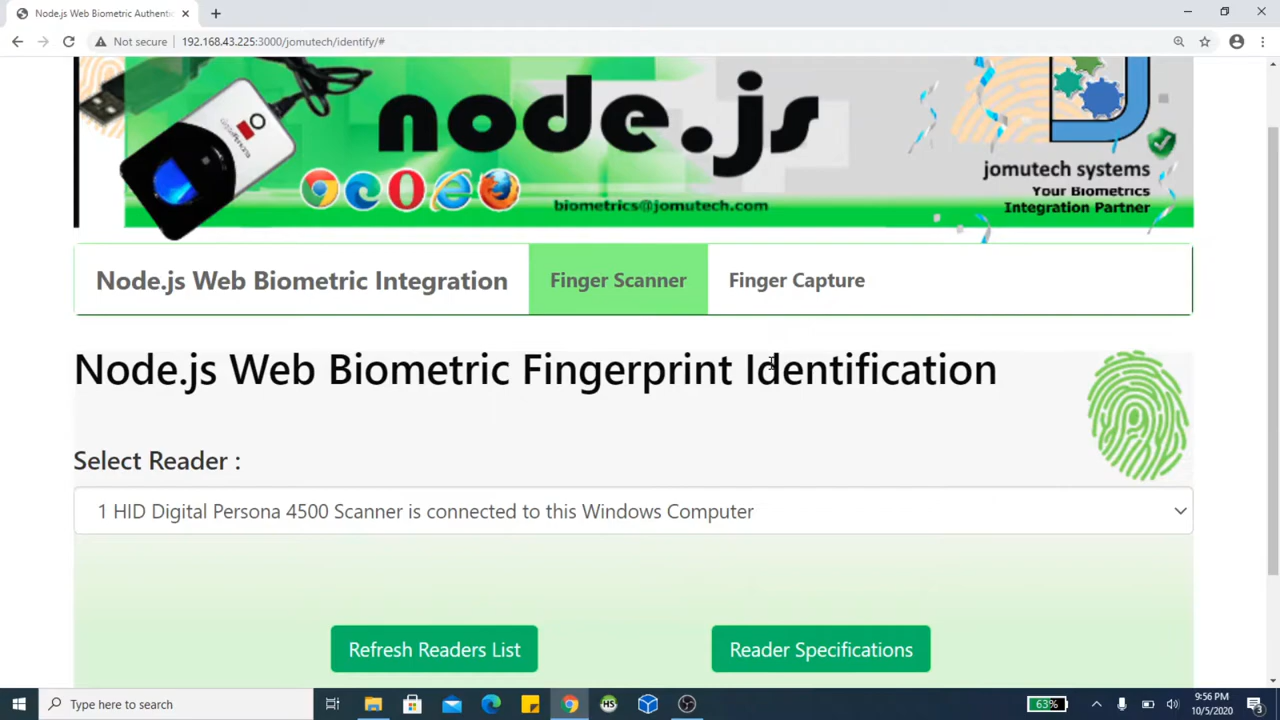 Node.js Web Biometric Authenti
Not secure
192.168.43.225:3000/jomutech/identify/#
node.js
biometrics@jomutech.com
jomutech systems
Your Biometrics
Integration Partner
Node.js Web Biometric Integration
Finger Scanner
Finger Capture
Node.js Web Biometric Fingerprint Identification
Select Reader :
1 HID Digital Persona 4500 Scanner is connected to this Windows Computer
Refresh Readers List
Reader Specifications
Type here to search
HS
63%
9:56 PM
10/5/2020
3